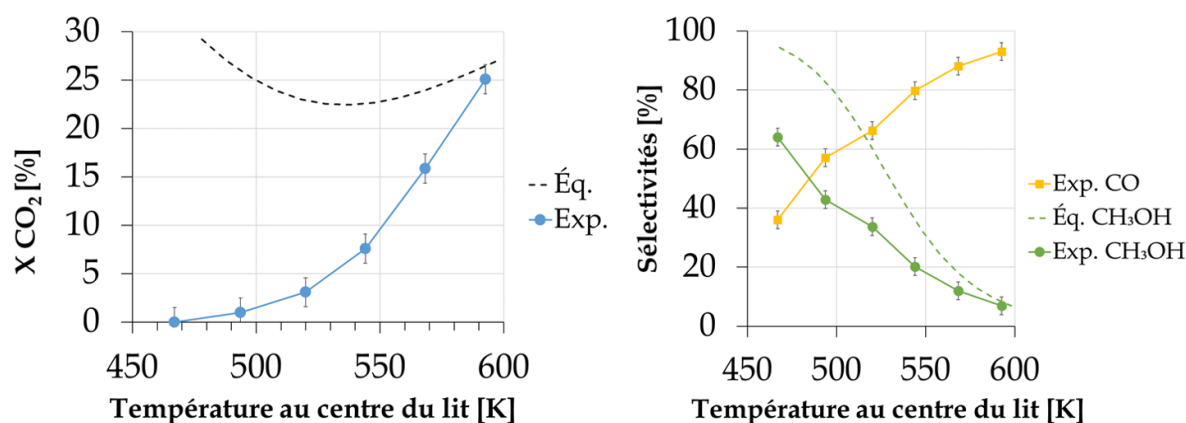 X CO₂ [%]
30
25
20
15
10
5
0
450 500 550 600
Température au centre du lit [K]
Éq.
Exp.
Sélectivités [%]
100
80
60
40
20
0
450 500 550 600
Température au centre du lit [K]
Exp. CO
Éq. CH₃OH
Exp. CH₃OH